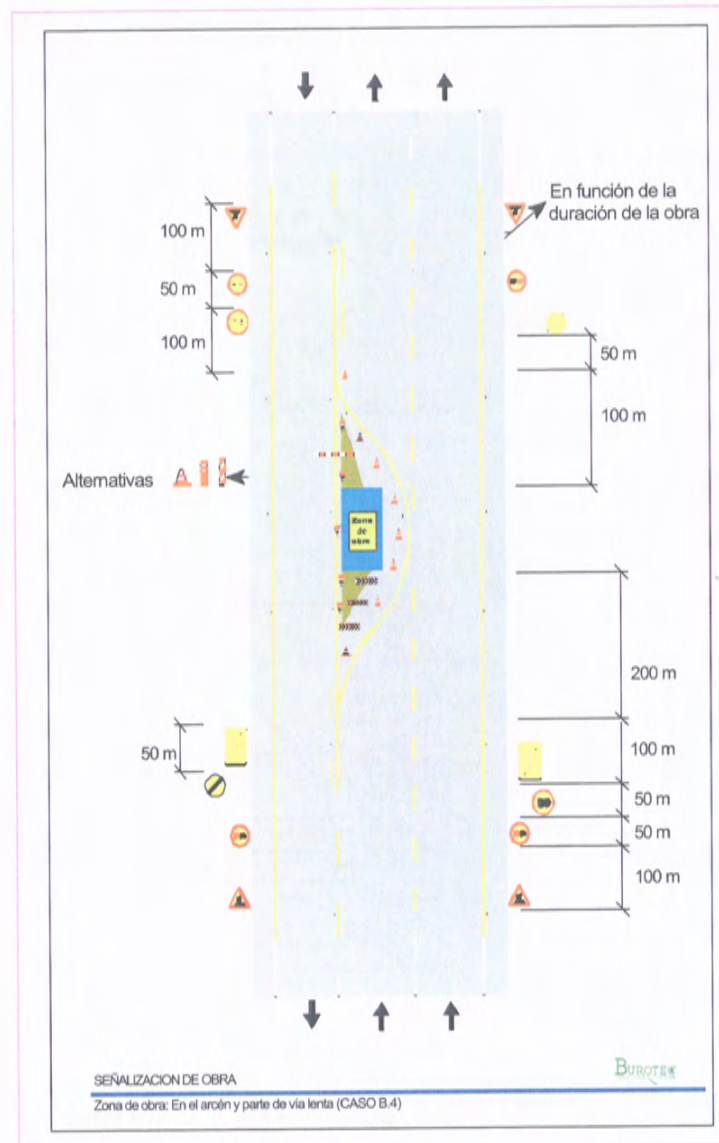 En función de la
duración de la obra
100 m
50 m
100 m
50 m
100 m
Alternativas
Zona
de
obra
200 m
50 m
100 m
50 m
50 m
100 m
SEÑALIZACION DE OBRA
BUROTEC
Zona de obra: En el arcén y parte de via lenta (CASO B.4)